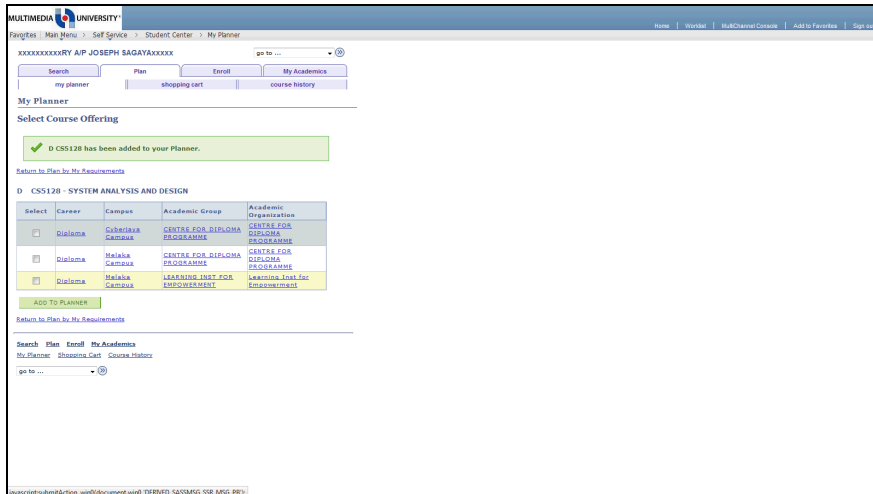 MULTIMEDIA UNIVERSITY
Home | Worklist | MultiChannel Console | Add to Favorites | Sign out
Favorites Main Menu > Self Service > Student Center > My Planner
xxxxxxxxxxRY A/P JOSEPH SAGAYAxxxxx go to ...
Search Plan Enroll My Academics
my planner shopping cart course history
My Planner
Select Course Offering
D CS5128 has been added to your Planner.
Return to Plan by My Requirements
D CS5128 - SYSTEM ANALYSIS AND DESIGN
Select Career Campus Academic Group Academic Organization
Diploma Cyberjaya Campus CENTRE FOR DIPLOMA PROGRAMME CENTRE FOR DIPLOMA PROGRAMME
Diploma Melaka Campus CENTRE FOR DIPLOMA PROGRAMME CENTRE FOR DIPLOMA PROGRAMME
Diploma Melaka Campus LEARNING INST FOR EMPOWERMENT Learning Inst for Empowerment
ADD TO PLANNER
Return to Plan by My Requirements
Search Plan Enroll My Academics
My Planner Shopping Cart Course History
go to ...
javascript:submitAction_win0(document.win0,'DERIVED_SASSMSG_SSR_MSG_PB');